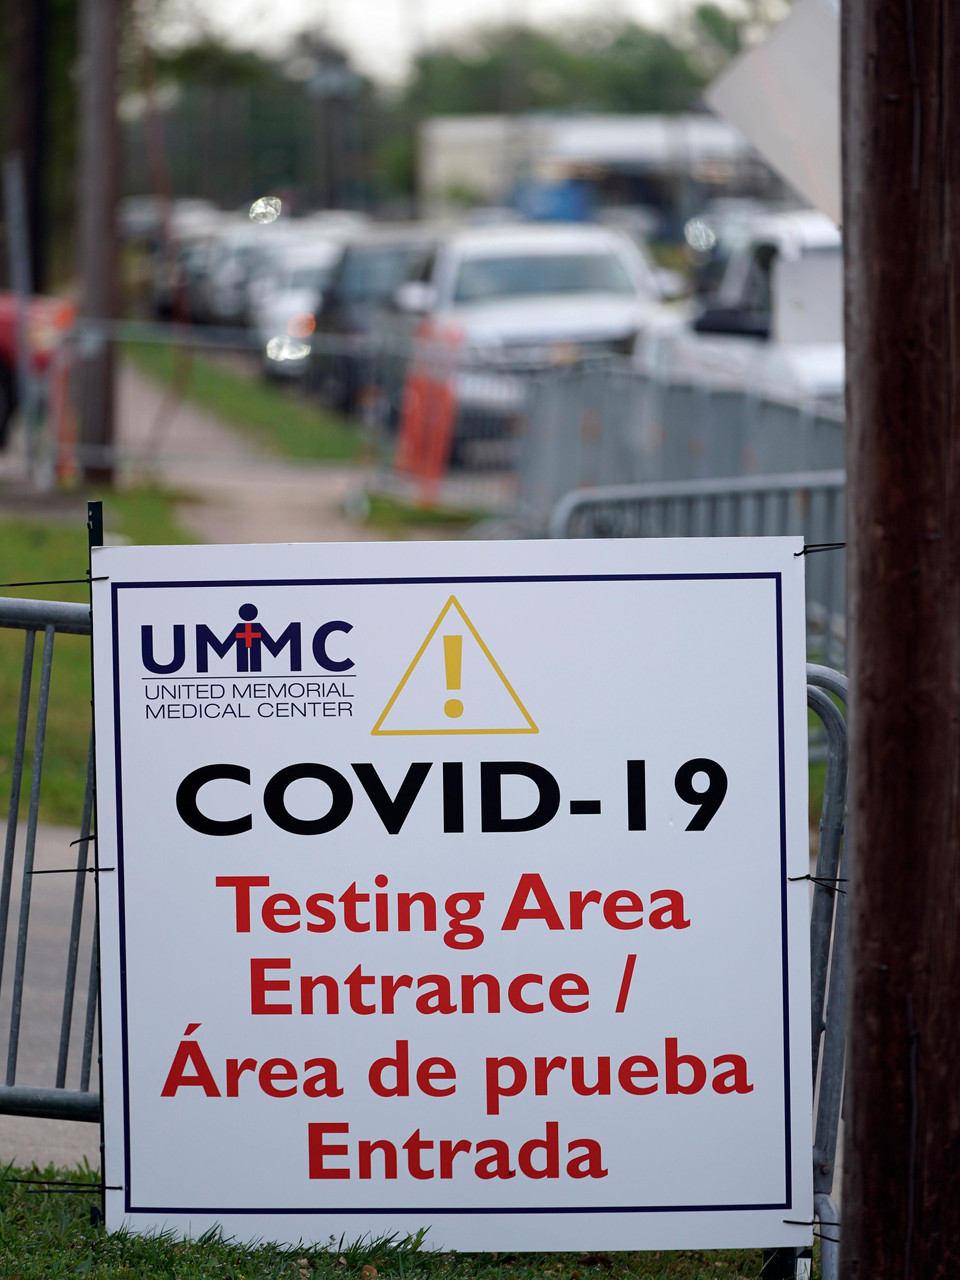 UMMC
UNITED MEMORIAL
MEDICAL CENTER
!
COVID-19
Testing Area
Entrance /
Área de prueba
Entrada